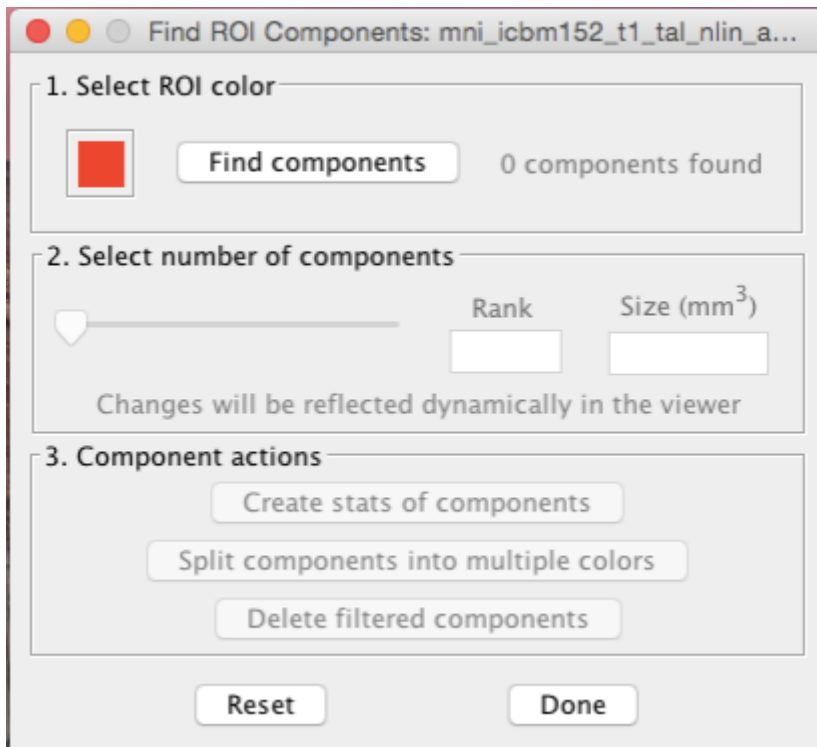 Find ROI Components: mni_icbm152_t1_tal_nlin_a...
1. Select ROI color
Find components
0 components found
2. Select number of components
Rank
Size (mm³)
Changes will be reflected dynamically in the viewer
3. Component actions
Create stats of components
Split components into multiple colors
Delete filtered components
Reset
Done